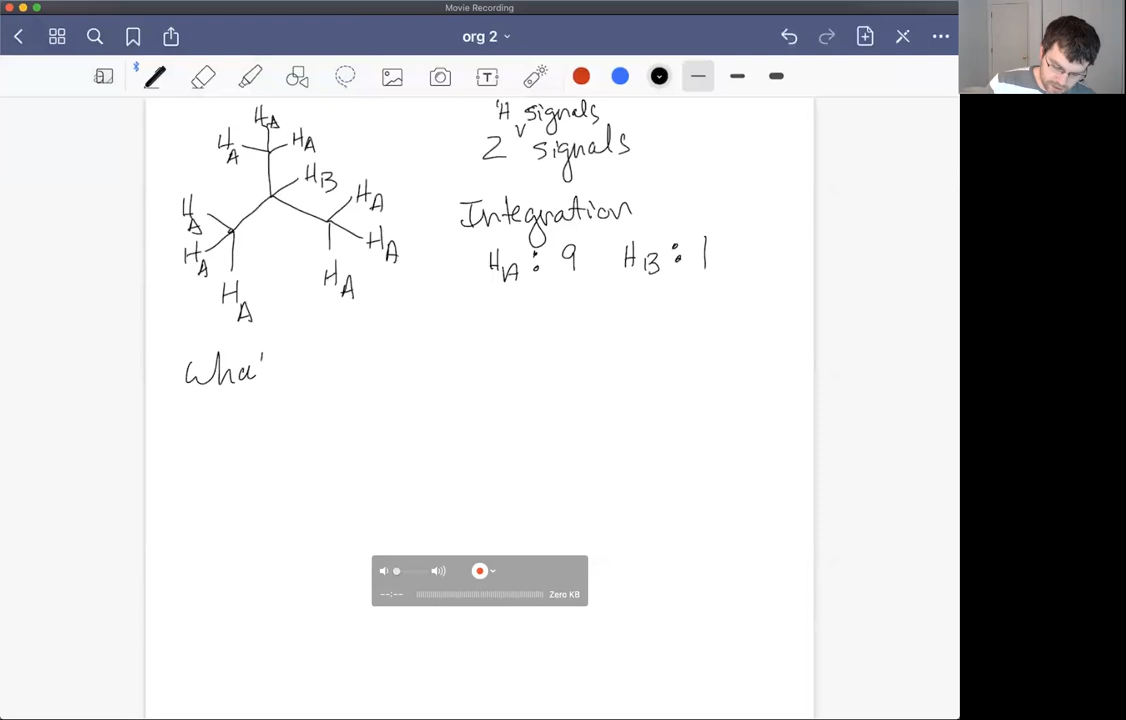 Movie Recording
org 2
T
¹H signals
2 signals
Integration
H_A : 9 H_B : 1
H_A
H_A H_A
H_B
H_A H_A
H_A H_A
H_A H_A
Wha
--:-- Zero KB